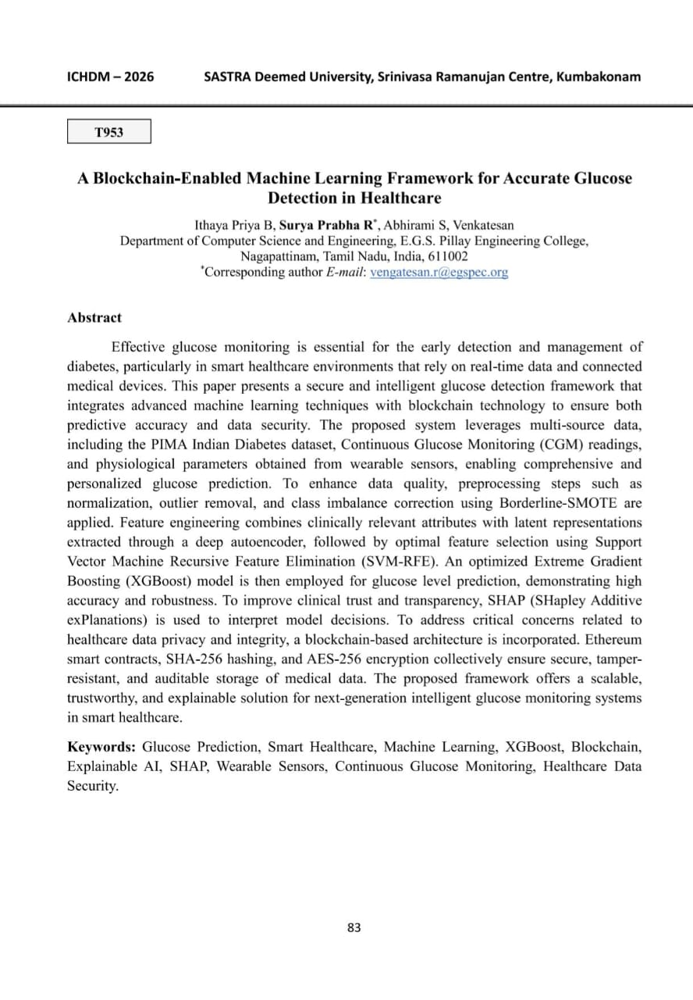 ICHDM – 2026 SASTRA Deemed University, Srinivasa Ramanujan Centre, Kumbakonam
T953
A Blockchain-Enabled Machine Learning Framework for Accurate Glucose
Detection in Healthcare
Ithaya Priya B, Surya Prabha R*, Abhirami S, Venkatesan
Department of Computer Science and Engineering, E.G.S. Pillay Engineering College,
Nagapattinam, Tamil Nadu, India, 611002
*Corresponding author E-mail: vengatesan.r@egspec.org
Abstract
Effective glucose monitoring is essential for the early detection and management of
diabetes, particularly in smart healthcare environments that rely on real-time data and connected
medical devices. This paper presents a secure and intelligent glucose detection framework that
integrates advanced machine learning techniques with blockchain technology to ensure both
predictive accuracy and data security. The proposed system leverages multi-source data,
including the PIMA Indian Diabetes dataset, Continuous Glucose Monitoring (CGM) readings,
and physiological parameters obtained from wearable sensors, enabling comprehensive and
personalized glucose prediction. To enhance data quality, preprocessing steps such as
normalization, outlier removal, and class imbalance correction using Borderline-SMOTE are
applied. Feature engineering combines clinically relevant attributes with latent representations
extracted through a deep autoencoder, followed by optimal feature selection using Support
Vector Machine Recursive Feature Elimination (SVM-RFE). An optimized Extreme Gradient
Boosting (XGBoost) model is then employed for glucose level prediction, demonstrating high
accuracy and robustness. To improve clinical trust and transparency, SHAP (SHapley Additive
exPlanations) is used to interpret model decisions. To address critical concerns related to
healthcare data privacy and integrity, a blockchain-based architecture is incorporated. Ethereum
smart contracts, SHA-256 hashing, and AES-256 encryption collectively ensure secure, tamper-
resistant, and auditable storage of medical data. The proposed framework offers a scalable,
trustworthy, and explainable solution for next-generation intelligent glucose monitoring systems
in smart healthcare.
Keywords: Glucose Prediction, Smart Healthcare, Machine Learning, XGBoost, Blockchain,
Explainable AI, SHAP, Wearable Sensors, Continuous Glucose Monitoring, Healthcare Data
Security.
83